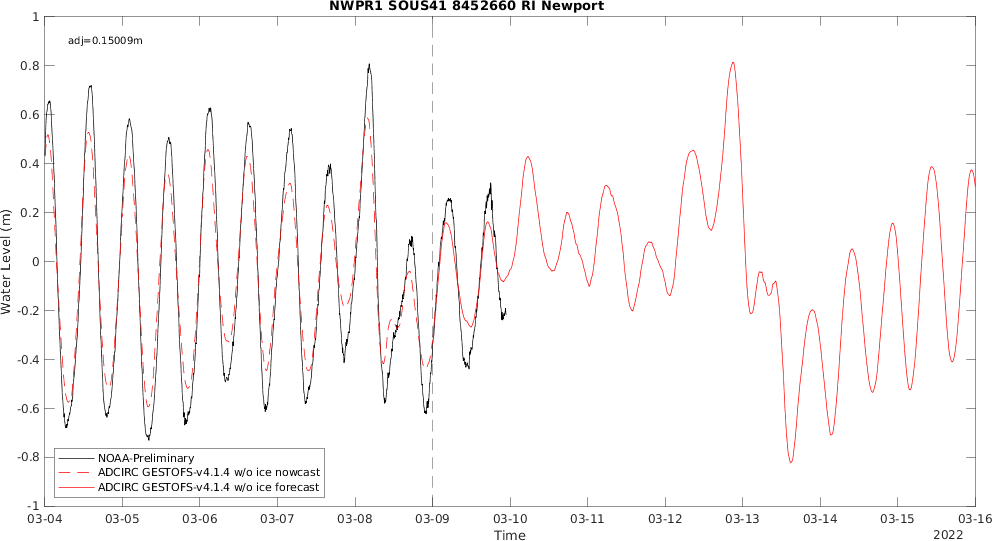 NWPR1 SOUS41 8452660 RI Newport
adj=0.15009m
1
0.8
0.6
0.4
0.2
0
-0.2
-0.4
-0.6
-0.8
-1
Water Level (m)
NOAA-Preliminary
ADCIRC GESTOFS-v4.1.4 w/o ice nowcast
ADCIRC GESTOFS-v4.1.4 w/o ice forecast
03-04 03-05 03-06 03-07 03-08 03-09 03-10 03-11 03-12 03-13 03-14 03-15 03-16
Time
2022